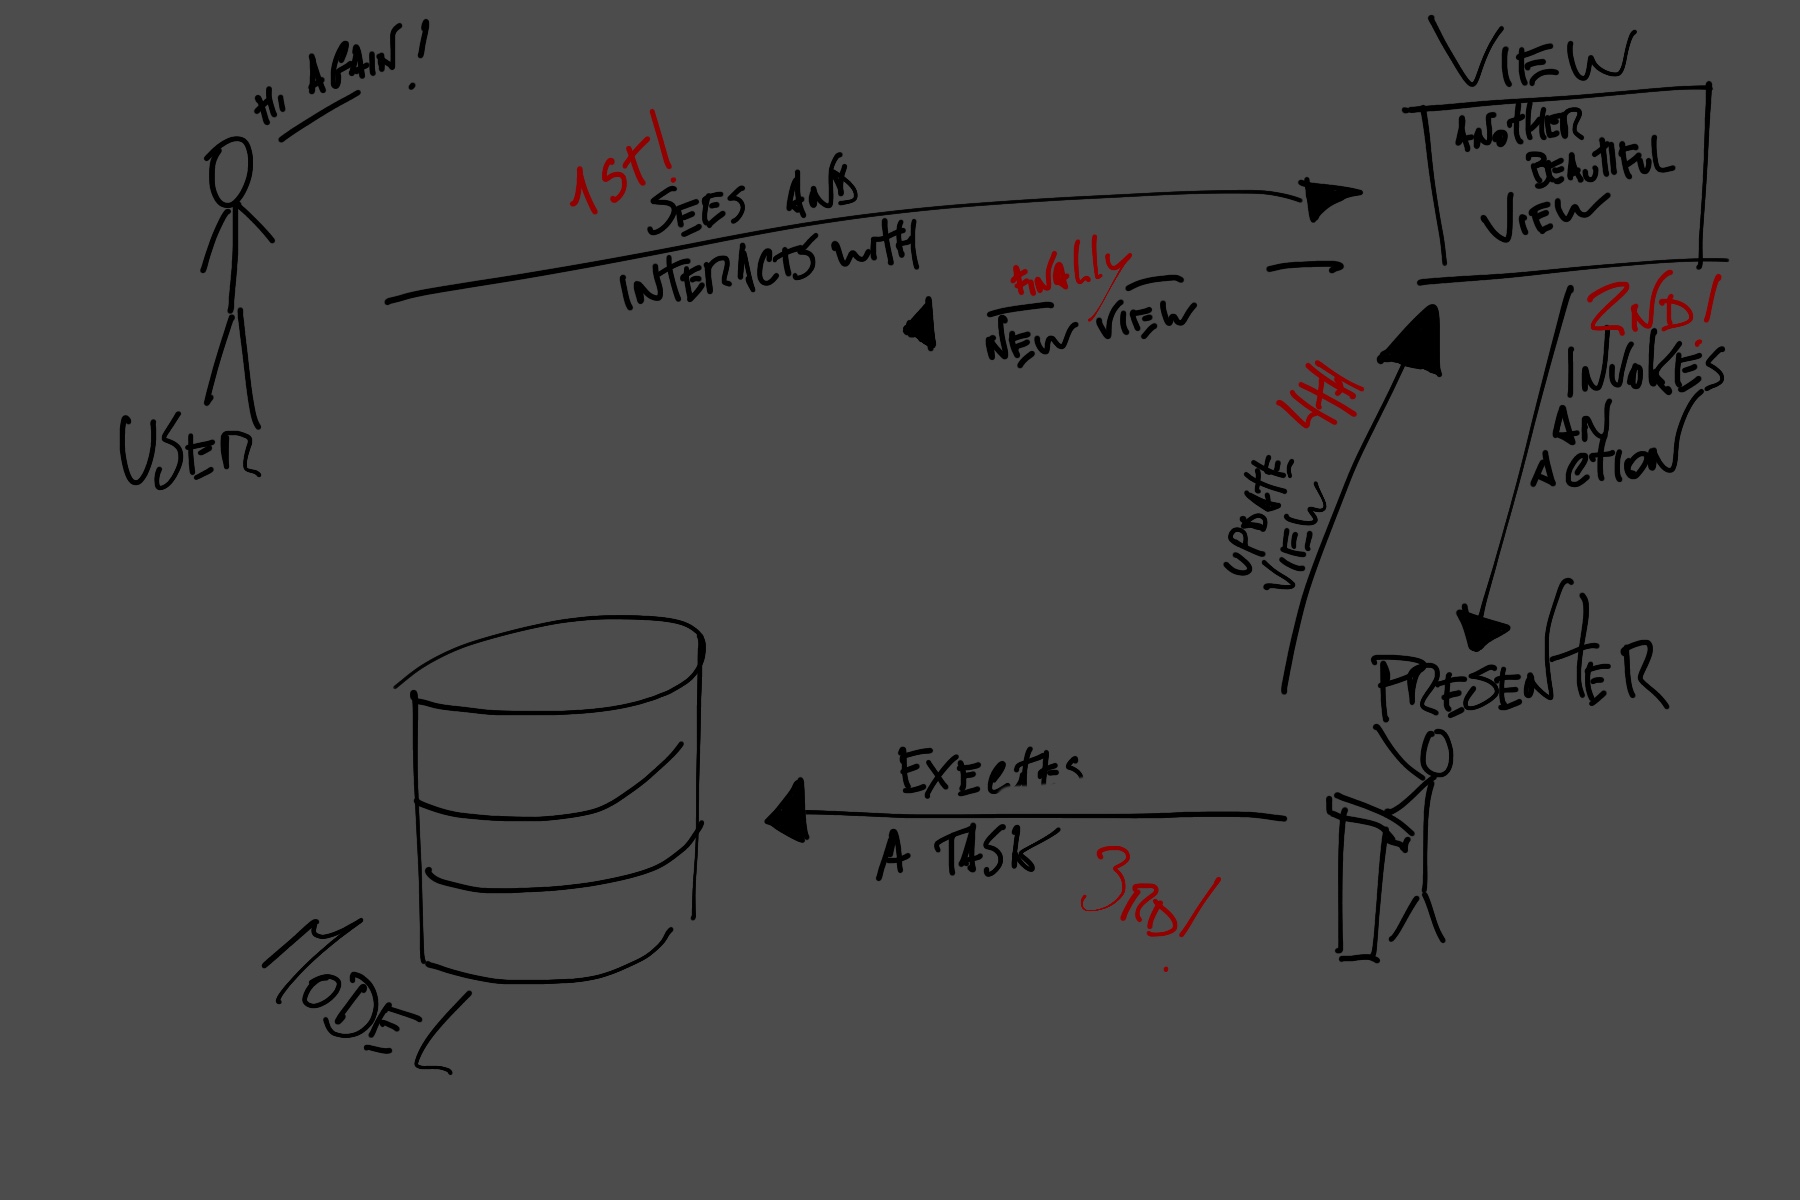 Hi AGAIN!
VIEW
ANOTHER
BEAUTIFUL
VIEW
1ST!
SEES AND
INTERACTS WITH
FINALLY
NEW VIEW
2ND!
INVOKES
AN
ACTION
4TH
UPDATE
VIEW
USER
PRESENTER
A TASK
3RD!
MODEL